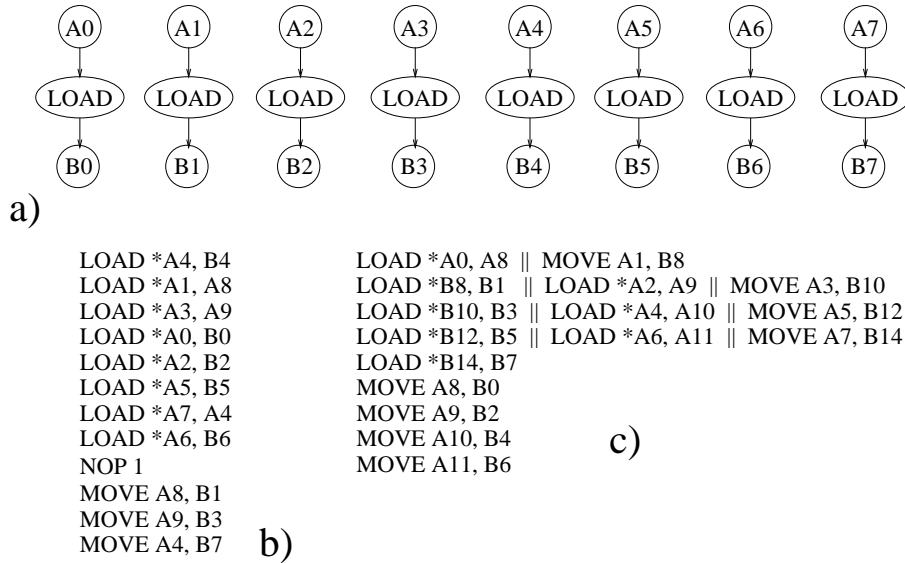 A0 A1 A2 A3 A4 A5 A6 A7
LOAD LOAD LOAD LOAD LOAD LOAD LOAD LOAD
B0 B1 B2 B3 B4 B5 B6 B7
a)
LOAD *A4, B4
LOAD *A1, A8
LOAD *A3, A9
LOAD *A0, B0
LOAD *A2, B2
LOAD *A5, B5
LOAD *A7, A4
LOAD *A6, B6
NOP 1
MOVE A8, B1
MOVE A9, B3
MOVE A4, B7
b)
LOAD *A0, A8 || MOVE A1, B8
LOAD *B8, B1 || LOAD *A2, A9 || MOVE A3, B10
LOAD *B10, B3 || LOAD *A4, A10 || MOVE A5, B12
LOAD *B12, B5 || LOAD *A6, A11 || MOVE A7, B14
LOAD *B14, B7
MOVE A8, B0
MOVE A9, B2
MOVE A10, B4
MOVE A11, B6
c)